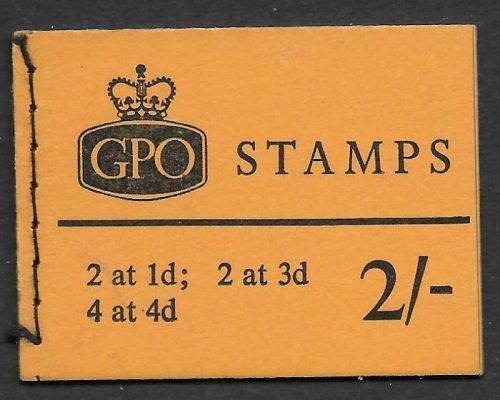 GPO STAMPS
2 at 1d; 2 at 3d
4 at 4d
2/-